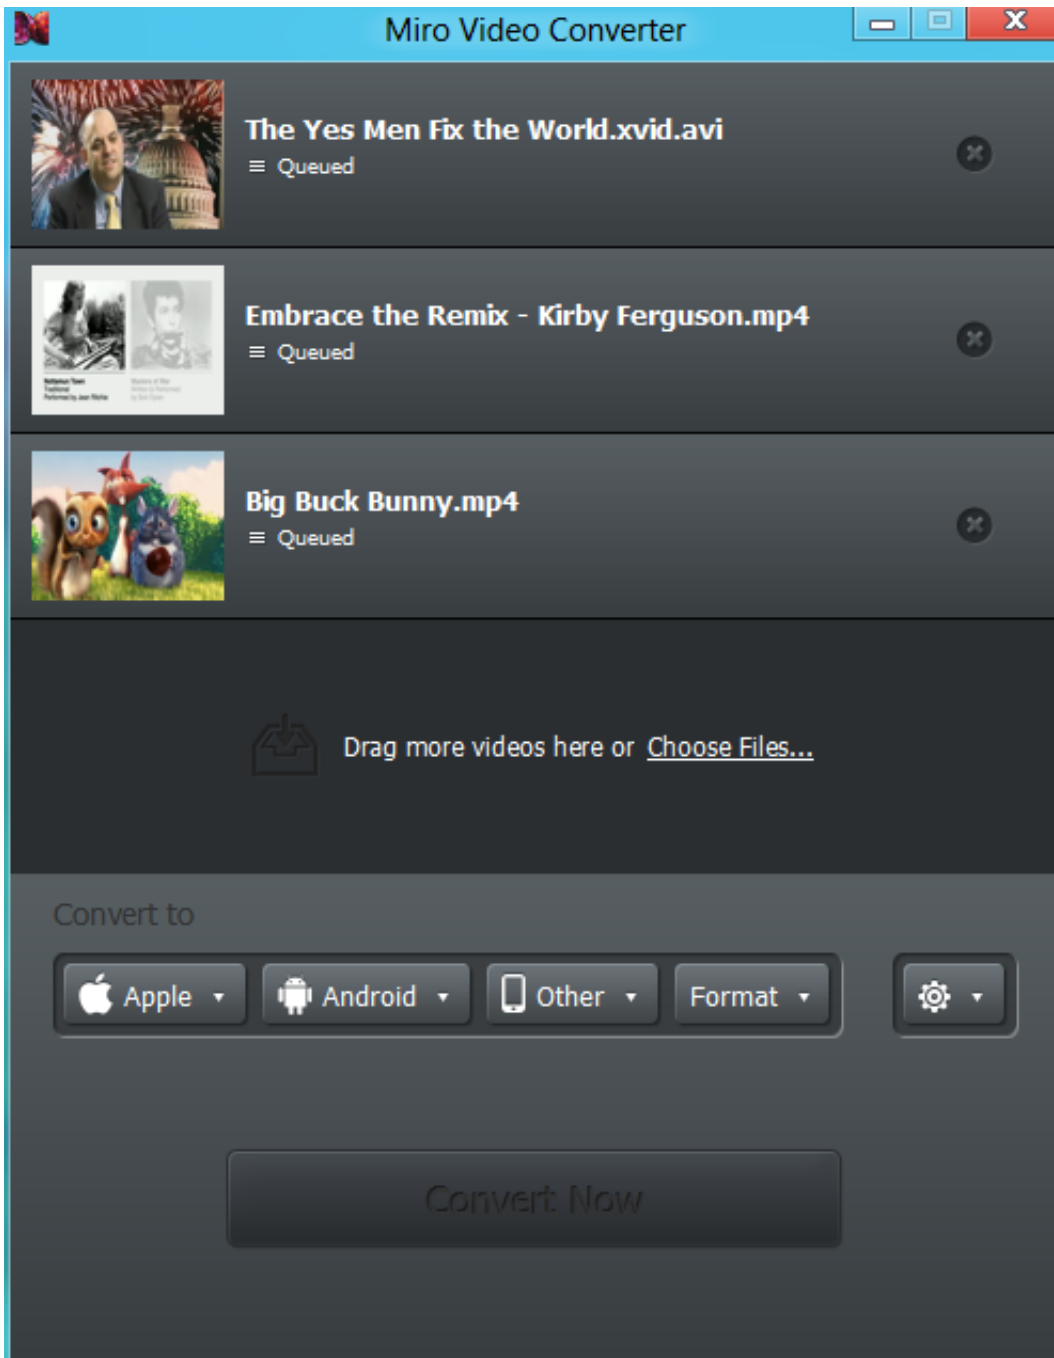 Miro Video Converter
The Yes Men Fix the World.xvid.avi
Queued
Embrace the Remix - Kirby Ferguson.mp4
Queued
Big Buck Bunny.mp4
Queued
Drag more videos here or Choose Files...
Convert to
Apple
Android
Other
Format
Convert Now